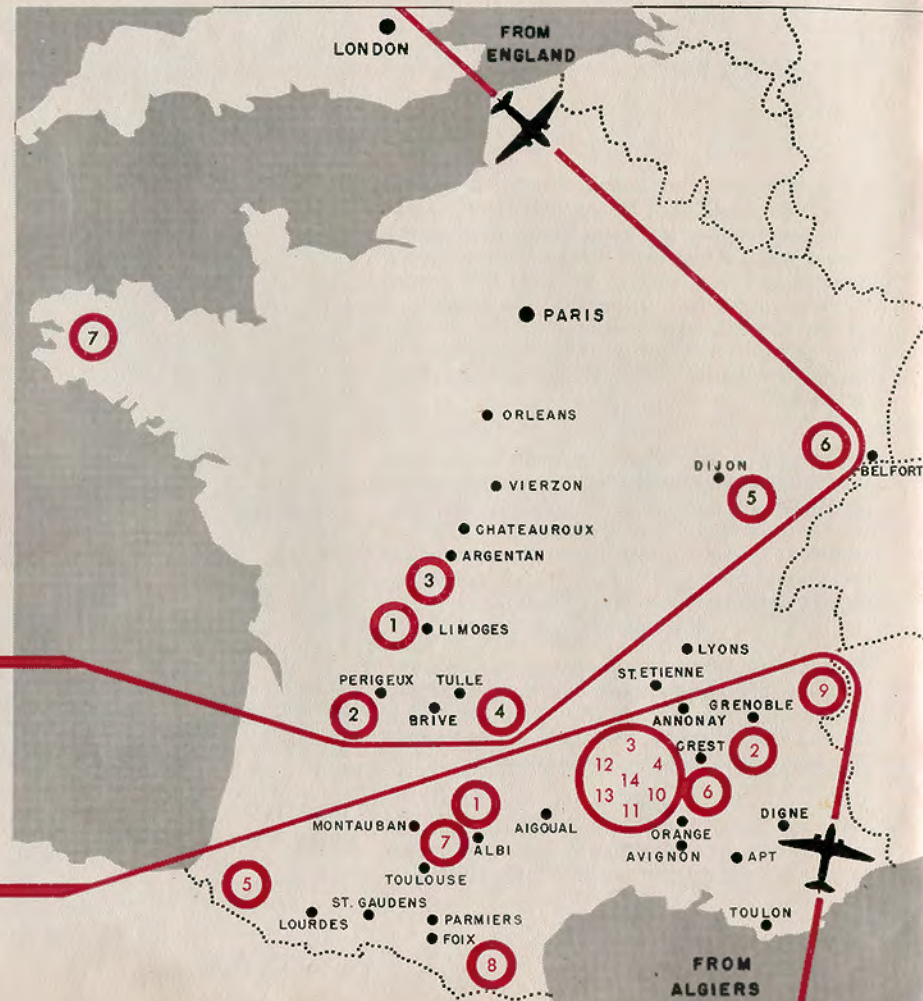 LONDON
FROM
ENGLAND
7
PARIS
ORLEANS
6
BELFORT
DIJON
5
VIERZON
CHATEAUROUX
ARGENTAN
3
1
LIMOGES
LYONS
ST. ETIENNE
PERIGEUX
TULLE
2
BRIVE
4
9
ANNONAY
GRENOBLE
CREST
2
3
12
4
14
13
10
11
6
1
MONTAUBAN
7
ALBI
AIGOUAL
ORANGE
AVIGNON
DIGNE
APT
TOULOUSE
5
LOURDES
ST. GAUDENS
PARMIERS
FOIX
8
TOULON
FROM
ALGIERS